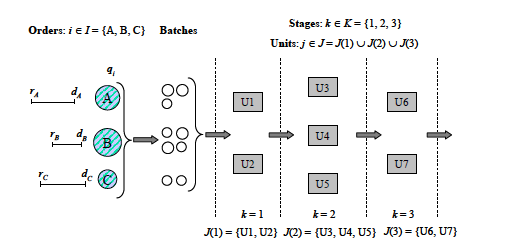 Orders: i ∈ I = {A, B, C} Batches
Stages: k ∈ K = {1, 2, 3}
Units: j ∈ J = J(1) ∪ J(2) ∪ J(3)
q_i
r_A d_A A
r_B d_B B
r_C d_C C
U1
U2
U3
U4
U5
U6
U7
k = 1 k = 2 k = 3
J(1) = {U1, U2} J(2) = {U3, U4, U5} J(3) = {U6, U7}